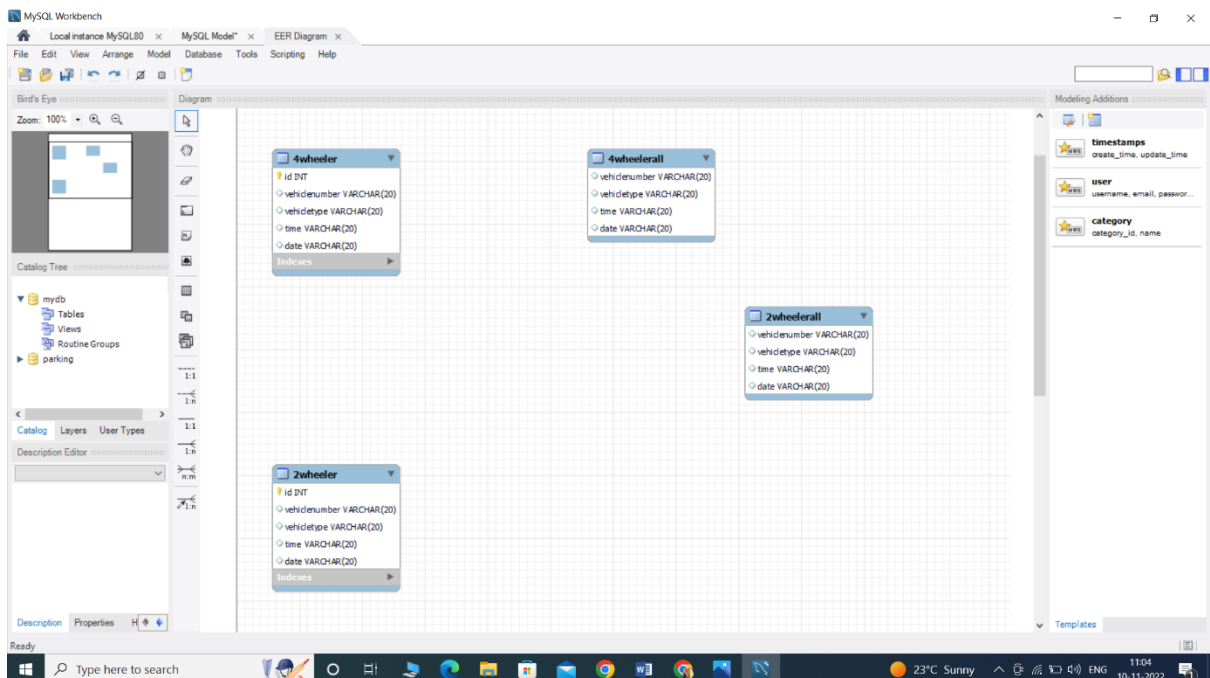 MySQL Workbench
Local instance MySQL80 × MySQL Model* × EER Diagram ×
File Edit View Arrange Model Database Tools Scripting Help
Bird's Eye
Diagram
Modeling Additions
Zoom: 100%
timestamps
create_time, update_time
user
username, email, passwor...
category
category_id, name
4wheeler
id INT
vehiclenumber VARCHAR(20)
vehicletype VARCHAR(20)
time VARCHAR(20)
date VARCHAR(20)
Indexes
4wheelerall
vehiclenumber VARCHAR(20)
vehicletype VARCHAR(20)
time VARCHAR(20)
date VARCHAR(20)
Catalog Tree
mydb
Tables
Views
Routine Groups
parking
2wheelerall
vehiclenumber VARCHAR(20)
vehicletype VARCHAR(20)
time VARCHAR(20)
date VARCHAR(20)
1:1
1:n
1:1
1:n
n:m
1:n
Catalog Layers User Types
Description Editor
2wheeler
id INT
vehiclenumber VARCHAR(20)
vehicletype VARCHAR(20)
time VARCHAR(20)
date VARCHAR(20)
Indexes
Description Properties H
Templates
Ready
Type here to search
23°C Sunny
ENG
11:04
10-11-2022